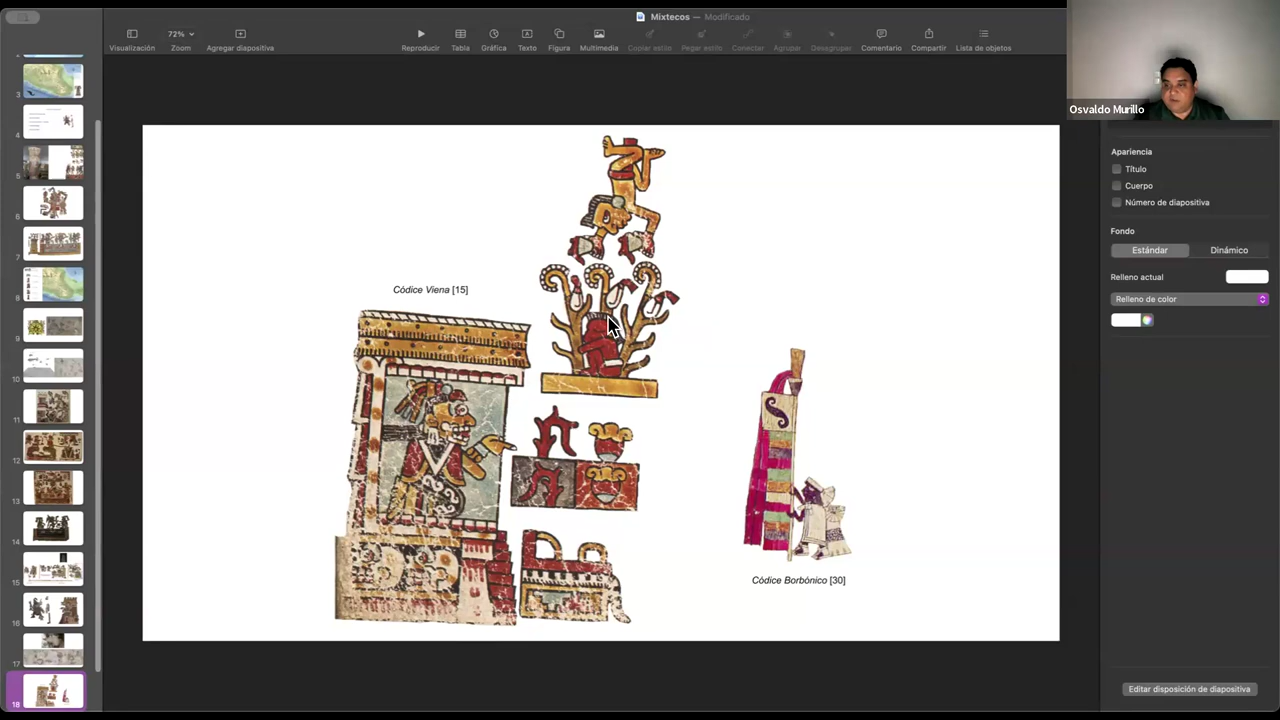 Mixtecos — Modificado
Visualización
72%
Zoom
Agregar diapositiva
Reproducir
Tabla
Gráfica
Texto
Figura
Multimedia
Copiar estilo
Pegar estilo
Conectar
Agrupar
Desagrupar
Comentario
Compartir
Lista de objetos
Osvaldo Murillo
3
4
5
6
7
8
9
10
11
12
13
14
15
16
17
18
Códice Viena [15]
Códice Borbónico [30]
Apariencia
Título
Cuerpo
Número de diapositiva
Fondo
Estándar
Dinámico
Relleno actual
Relleno de color
Editar disposición de diapositiva